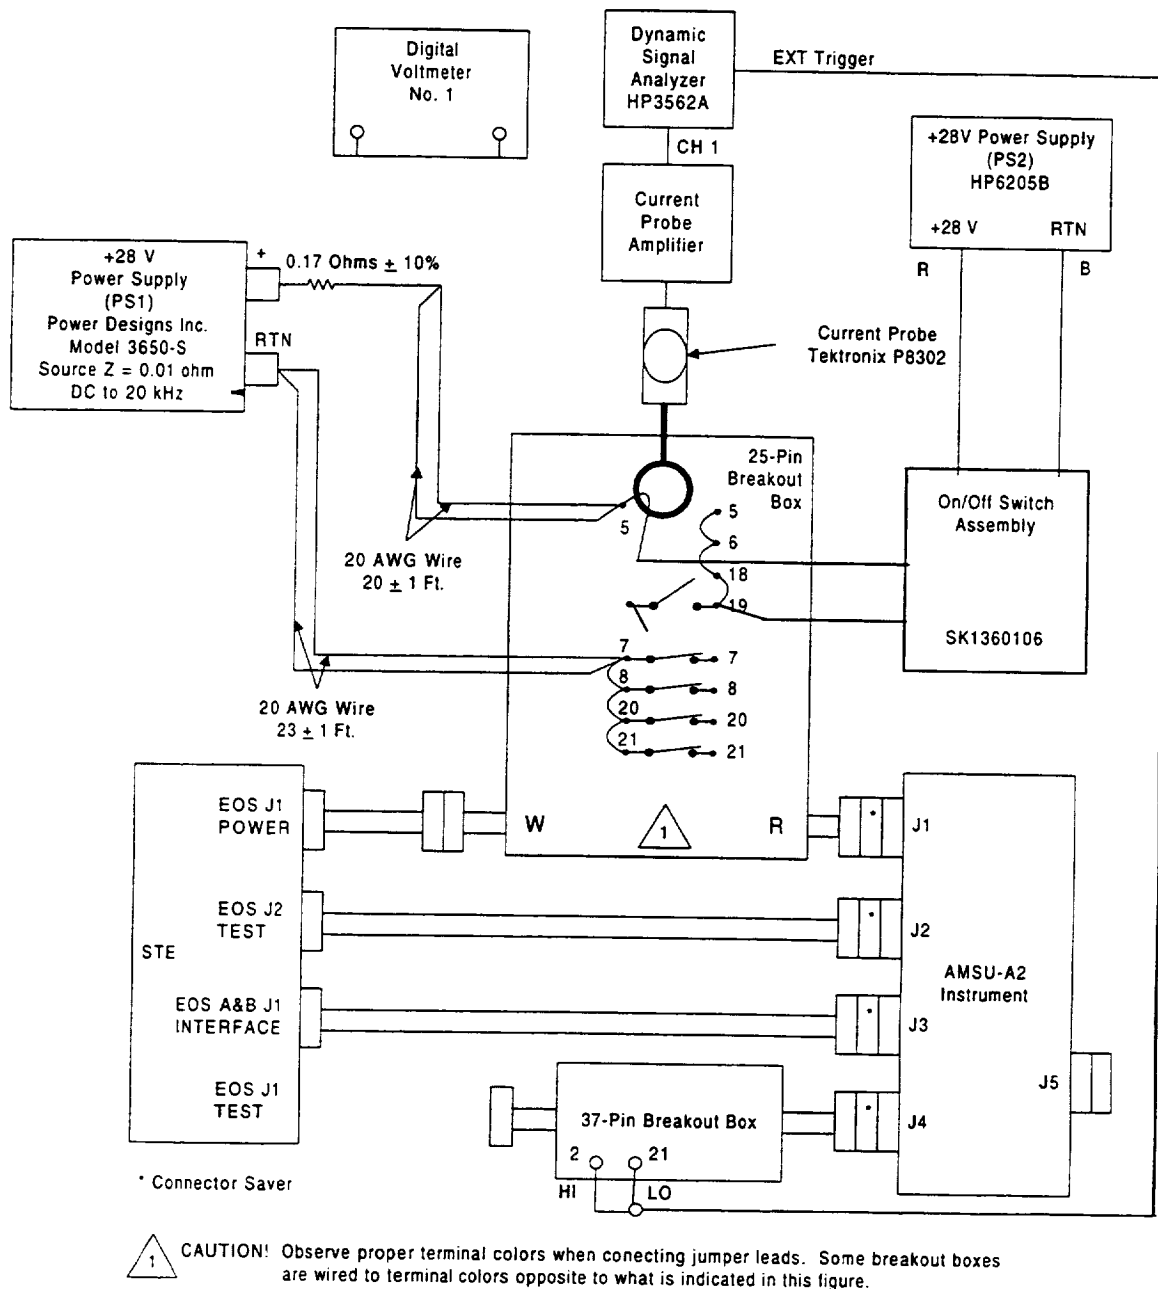 Digital
Voltmeter
No. 1
Dynamic
Signal
Analyzer
HP3562A
EXT Trigger
CH 1
Current
Probe
Amplifier
+28V Power Supply
(PS2)
HP6205B
+28 V
RTN
R
B
+28 V
Power Supply
(PS1)
Power Designs Inc.
Model 3650-S
Source Z = 0.01 ohm
DC to 20 kHz
+
RTN
0.17 Ohms ± 10%
Current Probe
Tektronix P8302
25-Pin
Breakout
Box
5
5
6
18
19
On/Off Switch
Assembly
SK1360106
20 AWG Wire
20 ± 1 Ft.
7
7
8
8
20
20
21
21
20 AWG Wire
23 ± 1 Ft.
W
1
R
EOS J1
POWER
EOS J2
TEST
STE
EOS A&B J1
INTERFACE
EOS J1
TEST
*
J1
*
J2
*
J3
*
J4
AMSU-A2
Instrument
J5
37-Pin Breakout Box
2
21
HI
LO
* Connector Saver
1
CAUTION! Observe proper terminal colors when conecting jumper leads. Some breakout boxes
are wired to terminal colors opposite to what is indicated in this figure.